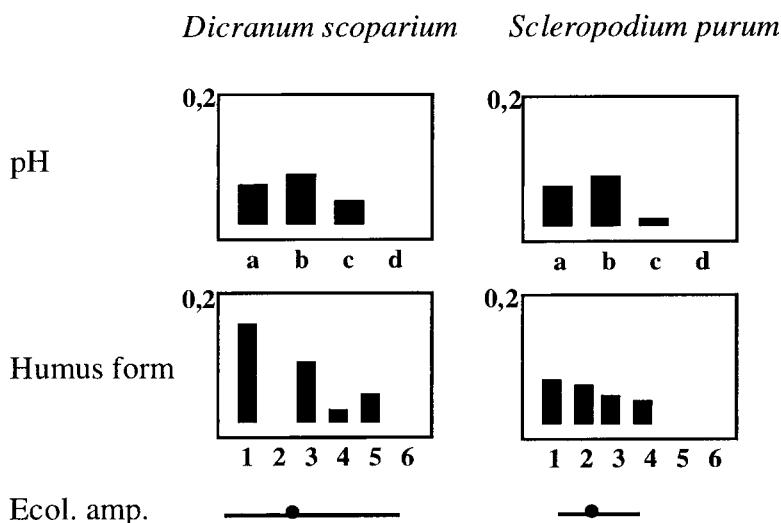 Dicranum scoparium Scleropodium purum
0,2 0,2
pH
a b c d a b c d
0,2 0,2
Humus form
1 2 3 4 5 6 1 2 3 4 5 6
Ecol. amp.